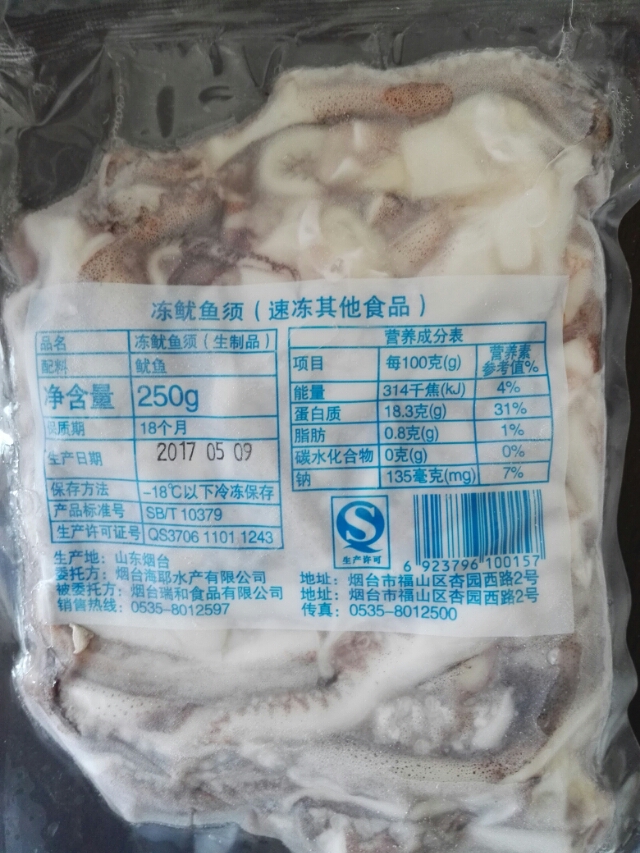 冻鱿鱼须（速冻其他食品）
品名 冻鱿鱼须（生制品）
配料 鱿鱼
净含量 250g
保质期 18个月
生产日期 2017 05 09
保存方法 -18℃以下冷冻保存
产品标准号 SB/T 10379
生产许可证号 QS3706 1101 1243
营养成分表
项目 每100克(g) 营养素参考值%
能量 314千焦(kJ) 4%
蛋白质 18.3克(g) 31%
脂肪 0.8克(g) 1%
碳水化合物 0克(g) 0%
钠 135毫克(mg) 7%
S
生产许可
6 923796 100157
生产地：山东烟台
委托方：烟台海耶水产有限公司 地址：烟台市福山区杏园西路2号
被委托方：烟台瑞和食品有限公司 地址：烟台市福山区杏园西路2号
销售热线：0535-8012597 传真：0535-8012500